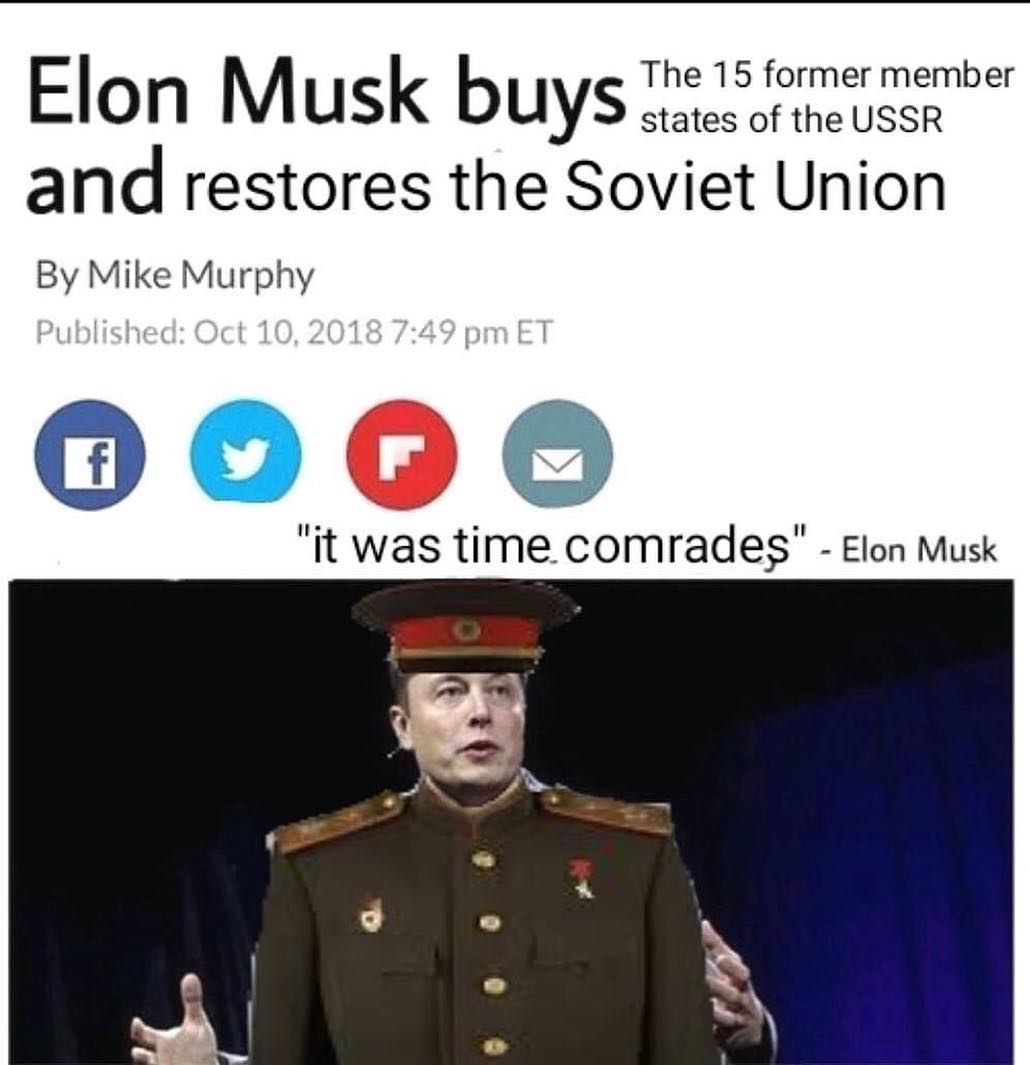 Elon Musk buys The 15 former member
states of the USSR
and restores the Soviet Union
By Mike Murphy
Published: Oct 10, 2018 7:49 pm ET
"it was time comrades" - Elon Musk